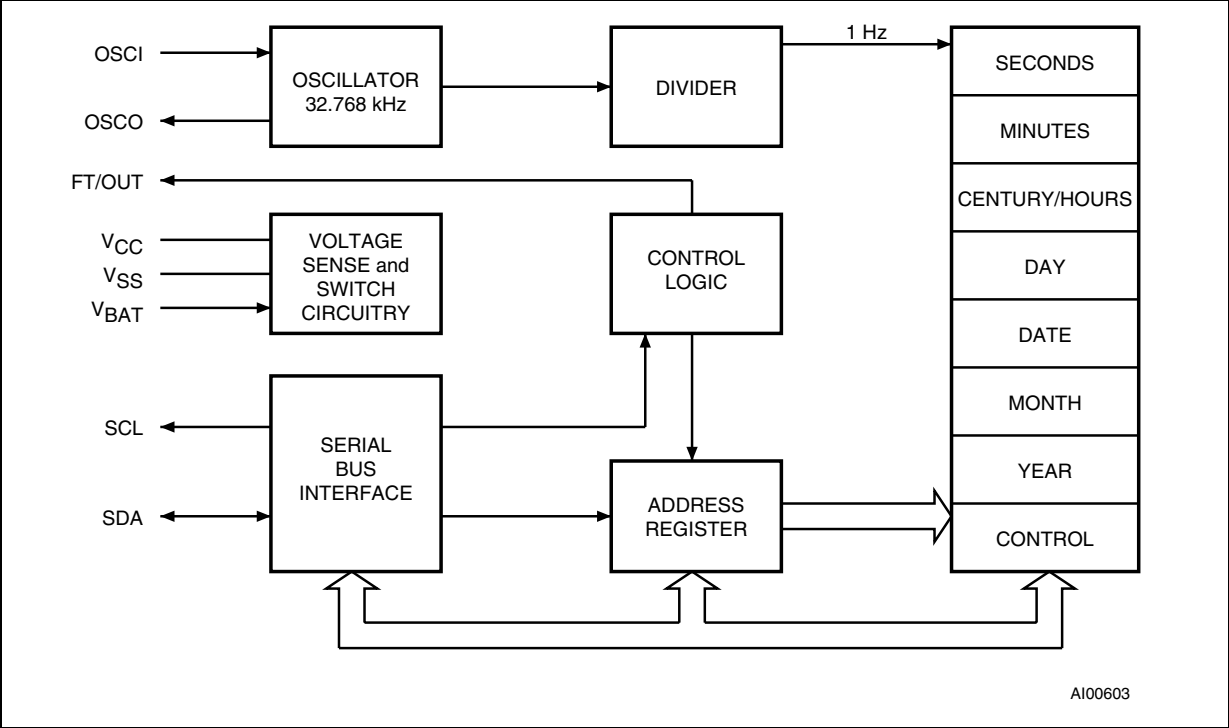 OSCI
OSCO
FT/OUT
VCC
VSS
VBAT
SCL
SDA
OSCILLATOR
32.768 kHz
DIVIDER
1 Hz
VOLTAGE
SENSE and
SWITCH
CIRCUITRY
CONTROL
LOGIC
SERIAL
BUS
INTERFACE
ADDRESS
REGISTER
SECONDS
MINUTES
CENTURY/HOURS
DAY
DATE
MONTH
YEAR
CONTROL
AI00603